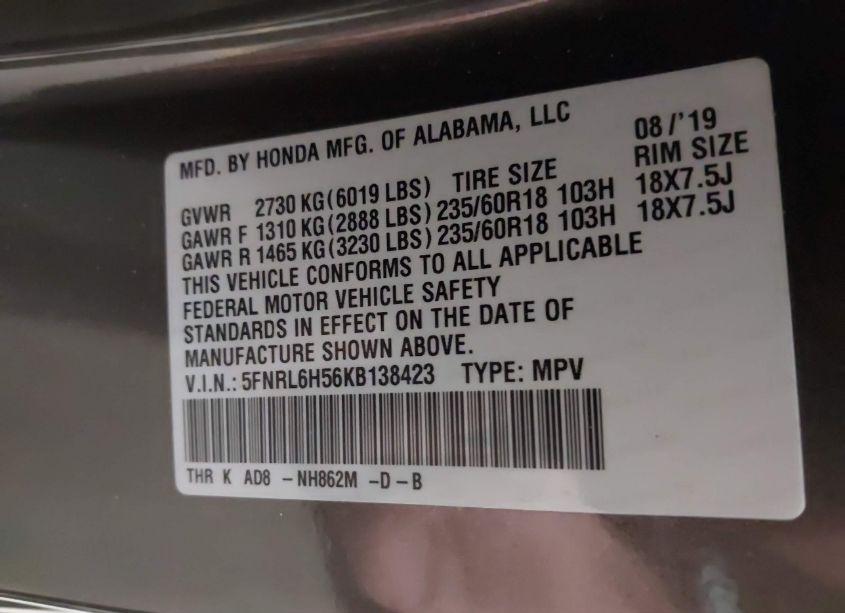 MFD. BY HONDA MFG. OF ALABAMA, LLC 08/'19
GVWR 2730 KG(6019 LBS) TIRE SIZE RIM SIZE
GAWR F 1310 KG(2888 LBS) 235/60R18 103H 18X7.5J
GAWR R 1465 KG(3230 LBS) 235/60R18 103H 18X7.5J
THIS VEHICLE CONFORMS TO ALL APPLICABLE
FEDERAL MOTOR VEHICLE SAFETY
STANDARDS IN EFFECT ON THE DATE OF
MANUFACTURE SHOWN ABOVE.
V.I.N.: 5FNRL6H56KB138423 TYPE: MPV
THR K AD8 -NH862M -D-B